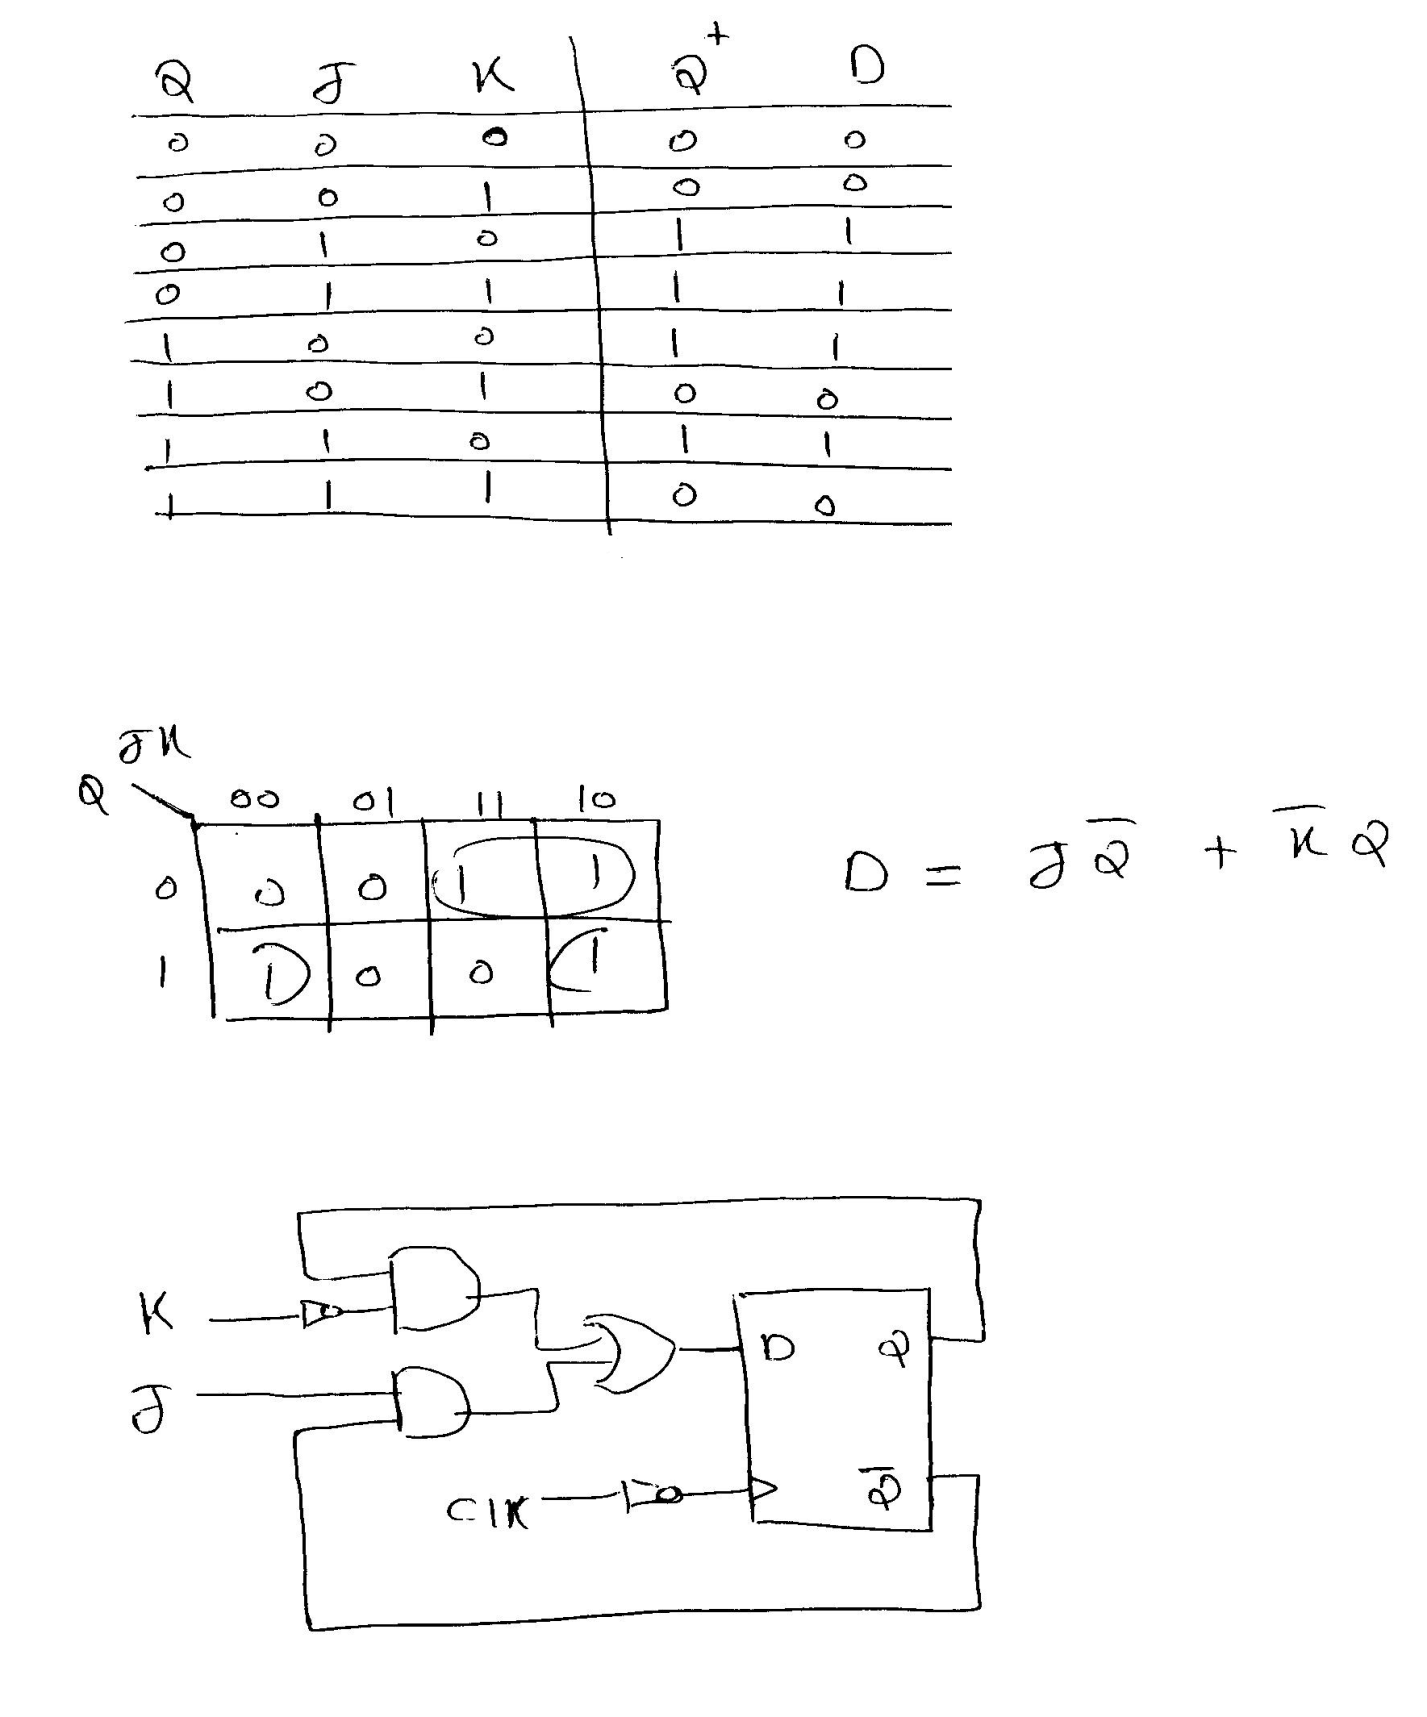 Q J K Q⁺ D
0 0 0 0 0
0 0 1 0 0
0 1 0 1 1
0 1 1 1 1
1 0 0 1 1
1 0 1 0 0
1 1 0 1 1
1 1 1 0 0
JK
Q 00 01 11 10
0 0 0 1 1
1 1 0 0 1
D = JQ̅ + K̅Q
K
J
D Q
Q̅
ClK